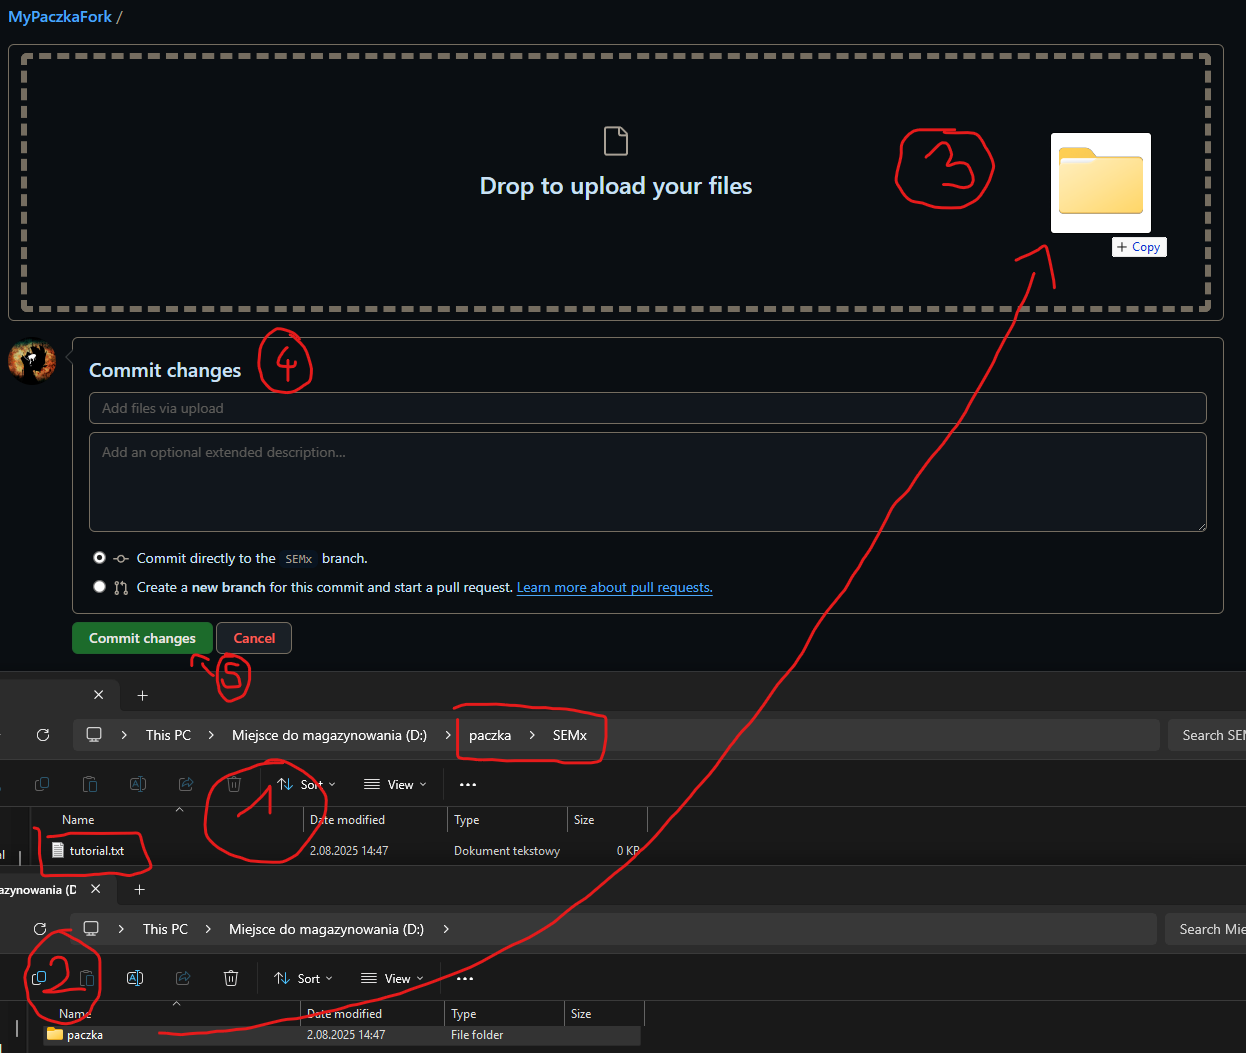 MyPaczkaFork /
Drop to upload your files
3
+ Copy
Commit changes
4
Add files via upload
Add an optional extended description...
Commit directly to the SEMx branch.
Create a new branch for this commit and start a pull request. Learn more about pull requests.
Commit changes
Cancel
5
This PC > Miejsce do magazynowania (D:) > paczka > SEMx
Search SEM
Sort
View
1
Name
Date modified
Type
Size
tutorial.txt
2.08.2025 14:47
Dokument tekstowy
0 KB
azynowania (D
This PC > Miejsce do magazynowania (D:) >
Search Mie
2
Sort
View
Name
Date modified
Type
Size
paczka
2.08.2025 14:47
File folder